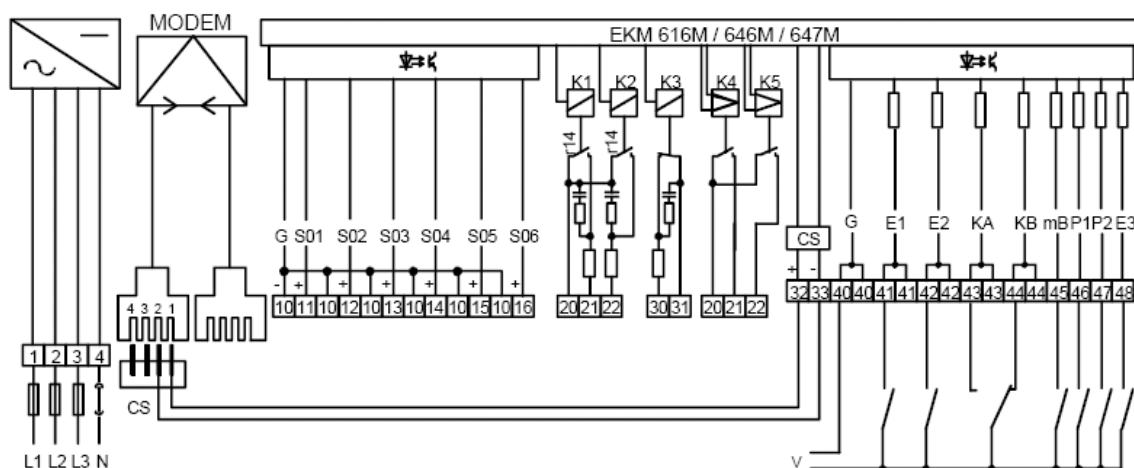 MODEM
EKM 616M / 646M / 647M
K1 K2 K3 K4 K5
r14 r14
G S01 S02 S03 S04 S05 S06
G E1 E2 KA KB mB P1 P2 E3
CS
- + + + + + +
+ -
4 3 2 1
10 11 10 12 10 13 10 14 10 15 10 16
20 21 22
30 31
20 21 22
32 33 40 40 41 41 42 42 43 43 44 44 45 46 47 48
1 2 3 4
CS
L1 L2 L3 N
V